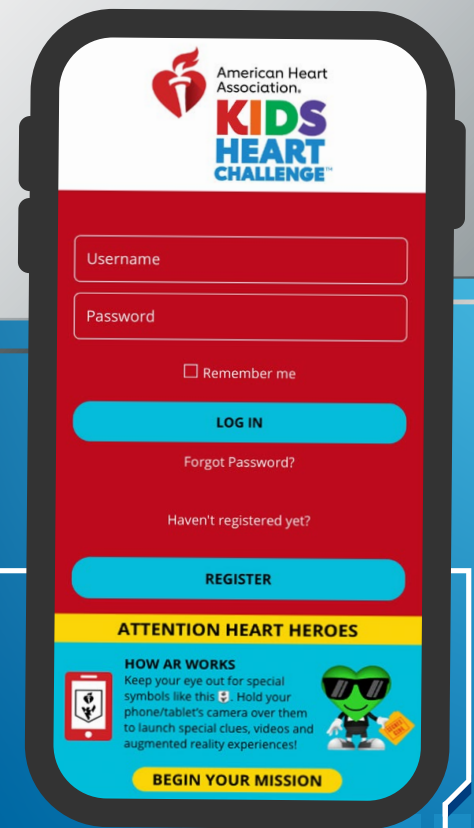 American Heart
Association.
KIDS
HEART
CHALLENGE™
Username
Password
Remember me
LOG IN
Forgot Password?
Haven't registered yet?
REGISTER
ATTENTION HEART HEROES
HOW AR WORKS
Keep your eye out for special
symbols like this . Hold your
phone/tablet's camera over them
to launch special clues, videos and
augmented reality experiences!
BEGIN YOUR MISSION